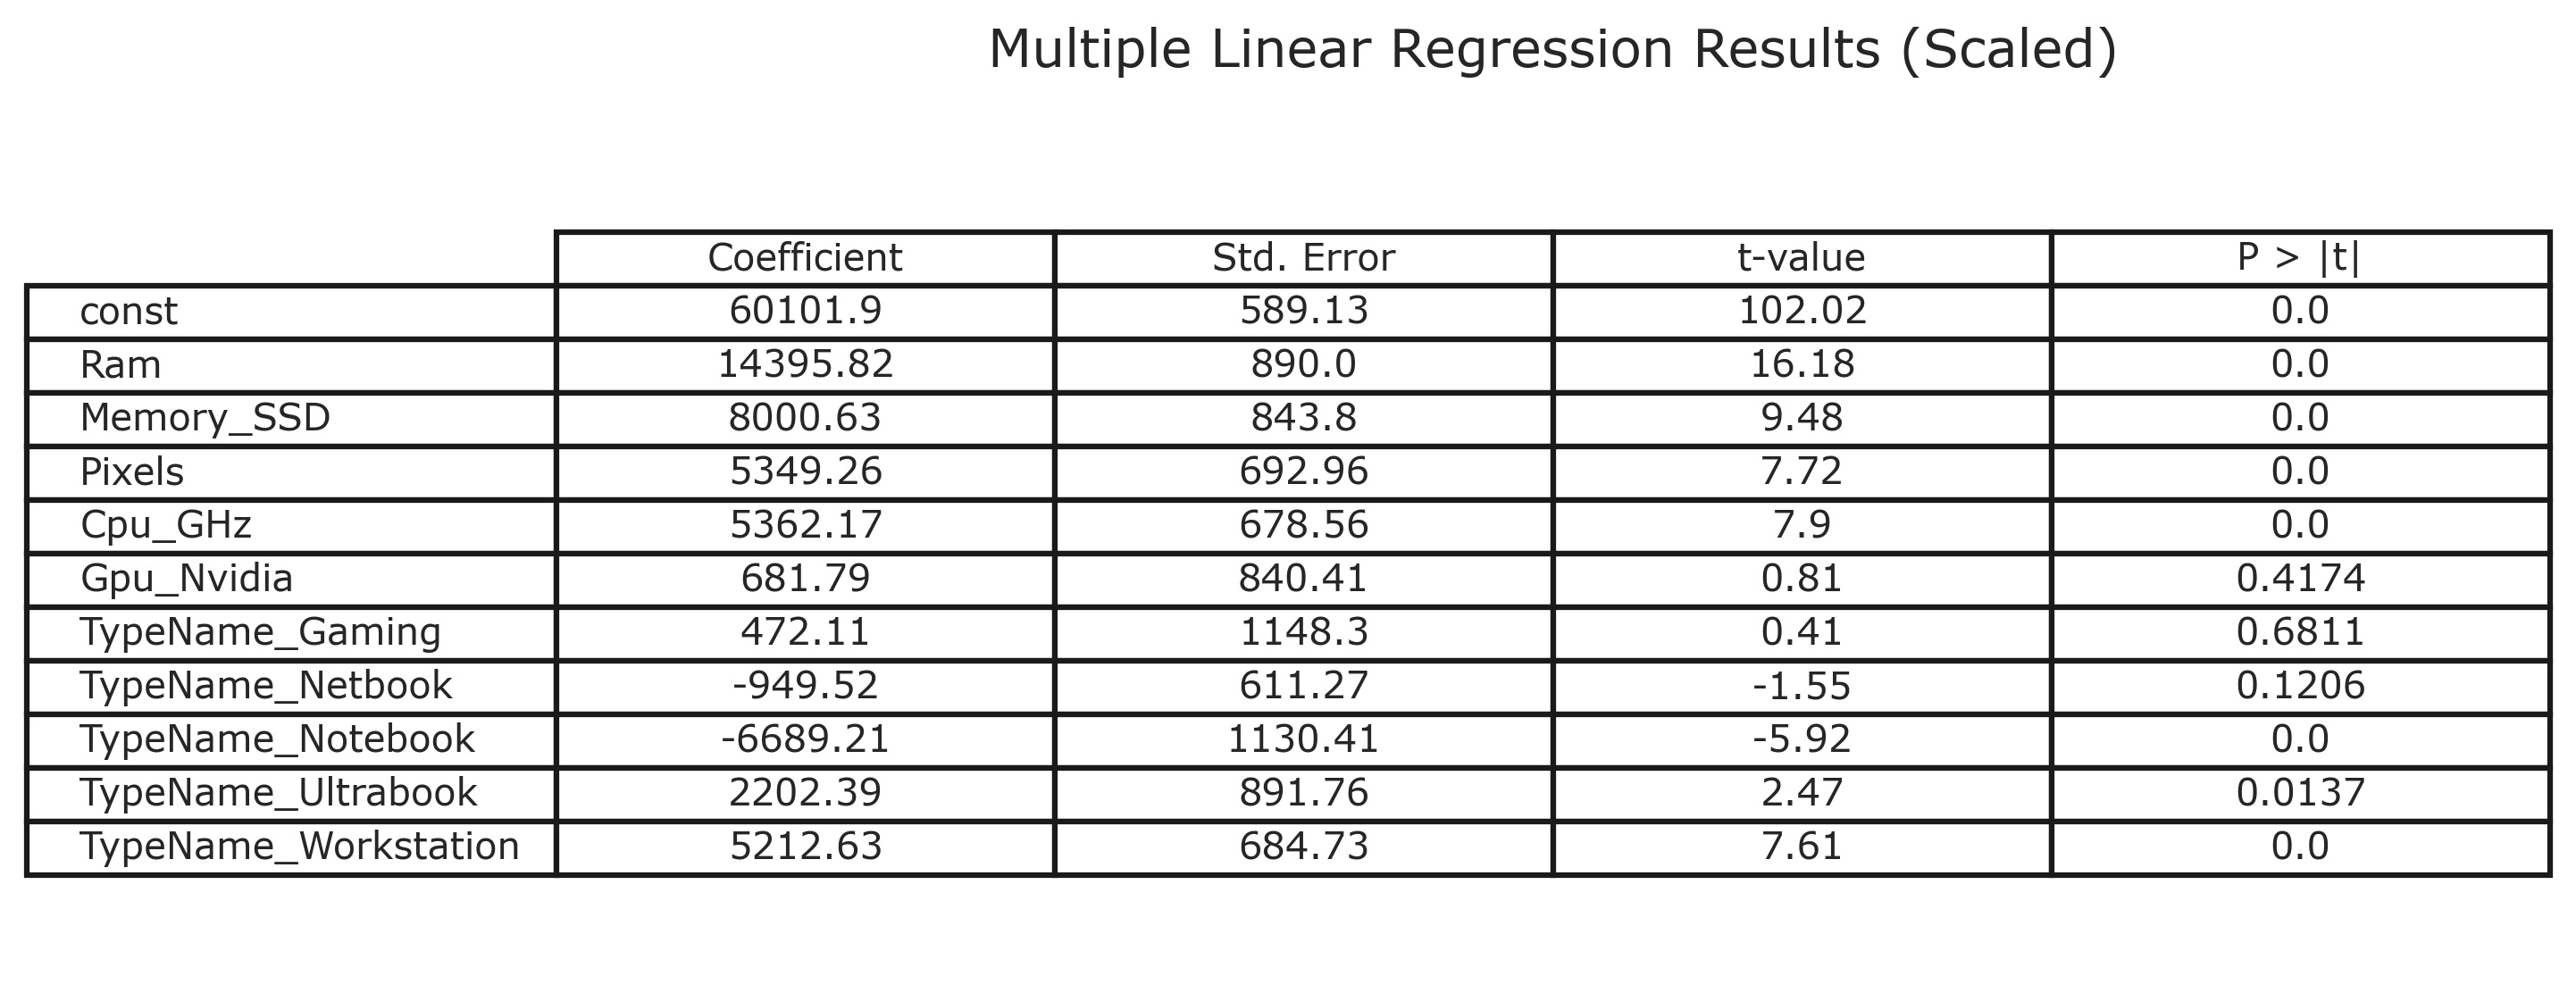 Multiple Linear Regression Results (Scaled)
Coefficient Std. Error t-value P > |t|
const 60101.9 589.13 102.02 0.0
Ram 14395.82 890.0 16.18 0.0
Memory_SSD 8000.63 843.8 9.48 0.0
Pixels 5349.26 692.96 7.72 0.0
Cpu_GHz 5362.17 678.56 7.9 0.0
Gpu_Nvidia 681.79 840.41 0.81 0.4174
TypeName_Gaming 472.11 1148.3 0.41 0.6811
TypeName_Netbook -949.52 611.27 -1.55 0.1206
TypeName_Notebook -6689.21 1130.41 -5.92 0.0
TypeName_Ultrabook 2202.39 891.76 2.47 0.0137
TypeName_Workstation 5212.63 684.73 7.61 0.0